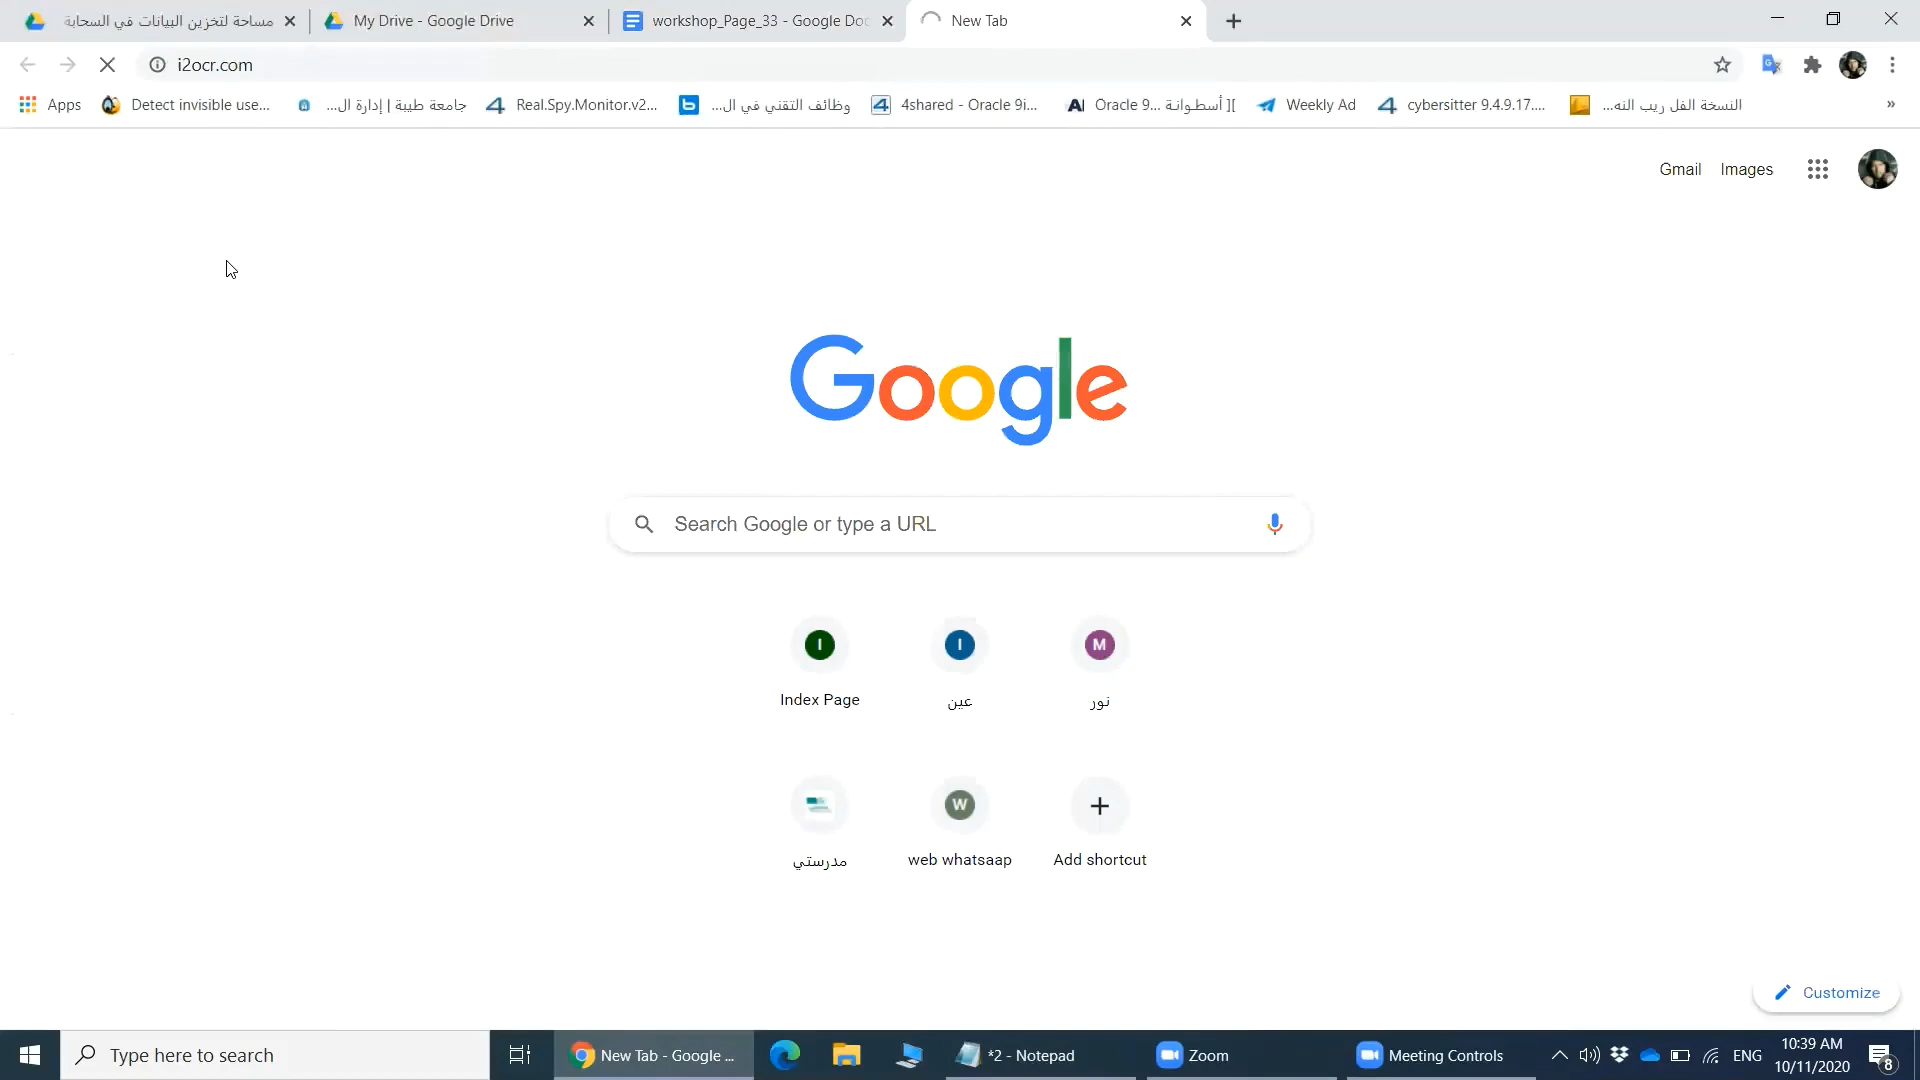 مساحة لتخزين البيانات في السحابة
My Drive - Google Drive
workshop_Page_33 - Google Doc
New Tab
i2ocr.com
Apps
Detect invisible use...
جامعة طيبة | إدارة ال...
Real.Spy.Monitor.v2...
وظائف التقني في ال...
4shared - Oracle 9i...
Oracle 9... أسطـوانـة ][
Weekly Ad
cybersitter 9.4.9.17....
النسخة الفل ريب النه...
»
Gmail
Images
Google
Search Google or type a URL
I
I
M
Index Page
عين
نور
W
مدرستي
web whatsaap
Add shortcut
Customize
Type here to search
New Tab - Google ...
*2 - Notepad
Zoom
Meeting Controls
ENG
10:39 AM
10/11/2020
8